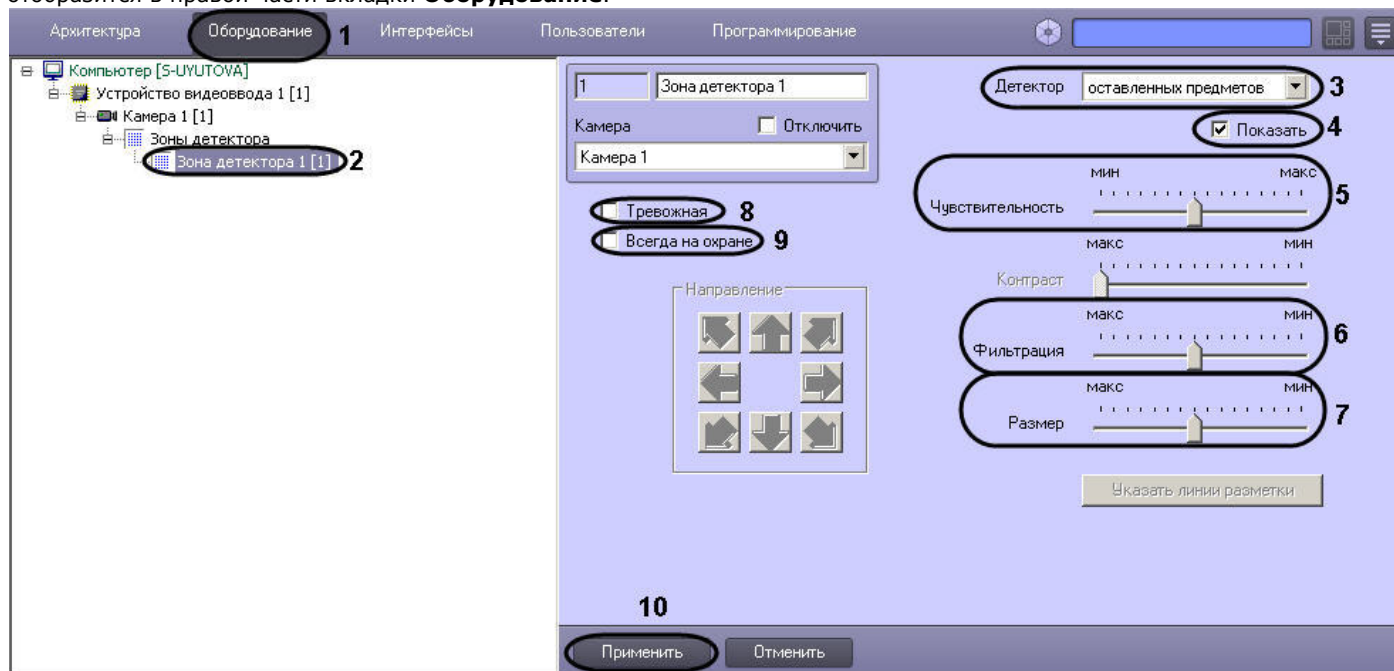 отобразится в правой части вкладки Оборудование.
Архитектура Оборудование 1 Интерфейсы Пользователи Программирование
Компьютер [S-UYUTOVA]
Устройство видеоввода 1 [1]
Камера 1 [1]
Зоны детектора
Зона детектора 1 [1] 2
1 Зона детектора 1
Камера Отключить
Камера 1
Тревожная 8
Всегда на охране 9
Направление
Детектор оставленных предметов 3
Показать 4
мин макс
Чувствительность 5
макс мин
Контраст
макс мин
Фильтрация 6
макс мин
Размер 7
Указать линии разметки
10
Применить Отменить